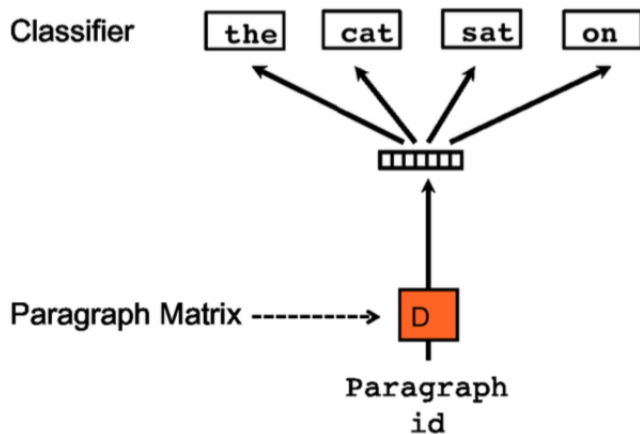 Classifier the cat sat on
Paragraph Matrix D
Paragraph
id